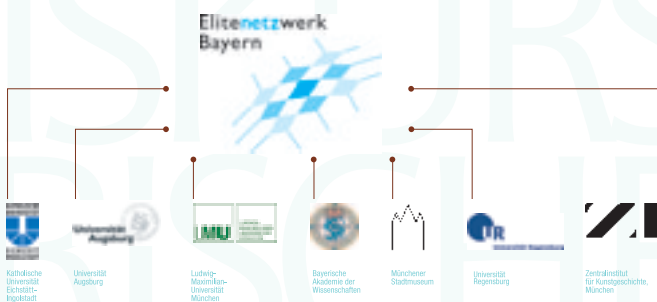 Elitenetzwerk
Bayern
Universität
Augsburg
LMU
UR
Universität Regensburg
Katholische
Universität
Eichstätt-
Ingolstadt
Universität
Augsburg
Ludwig-
Maximilian-
Universität
München
Bayerische
Akademie der
Wissenschaften
Münchener
Stadtmuseum
Universität
Regensburg
Zentralinstitut
für Kunstgeschichte,
München